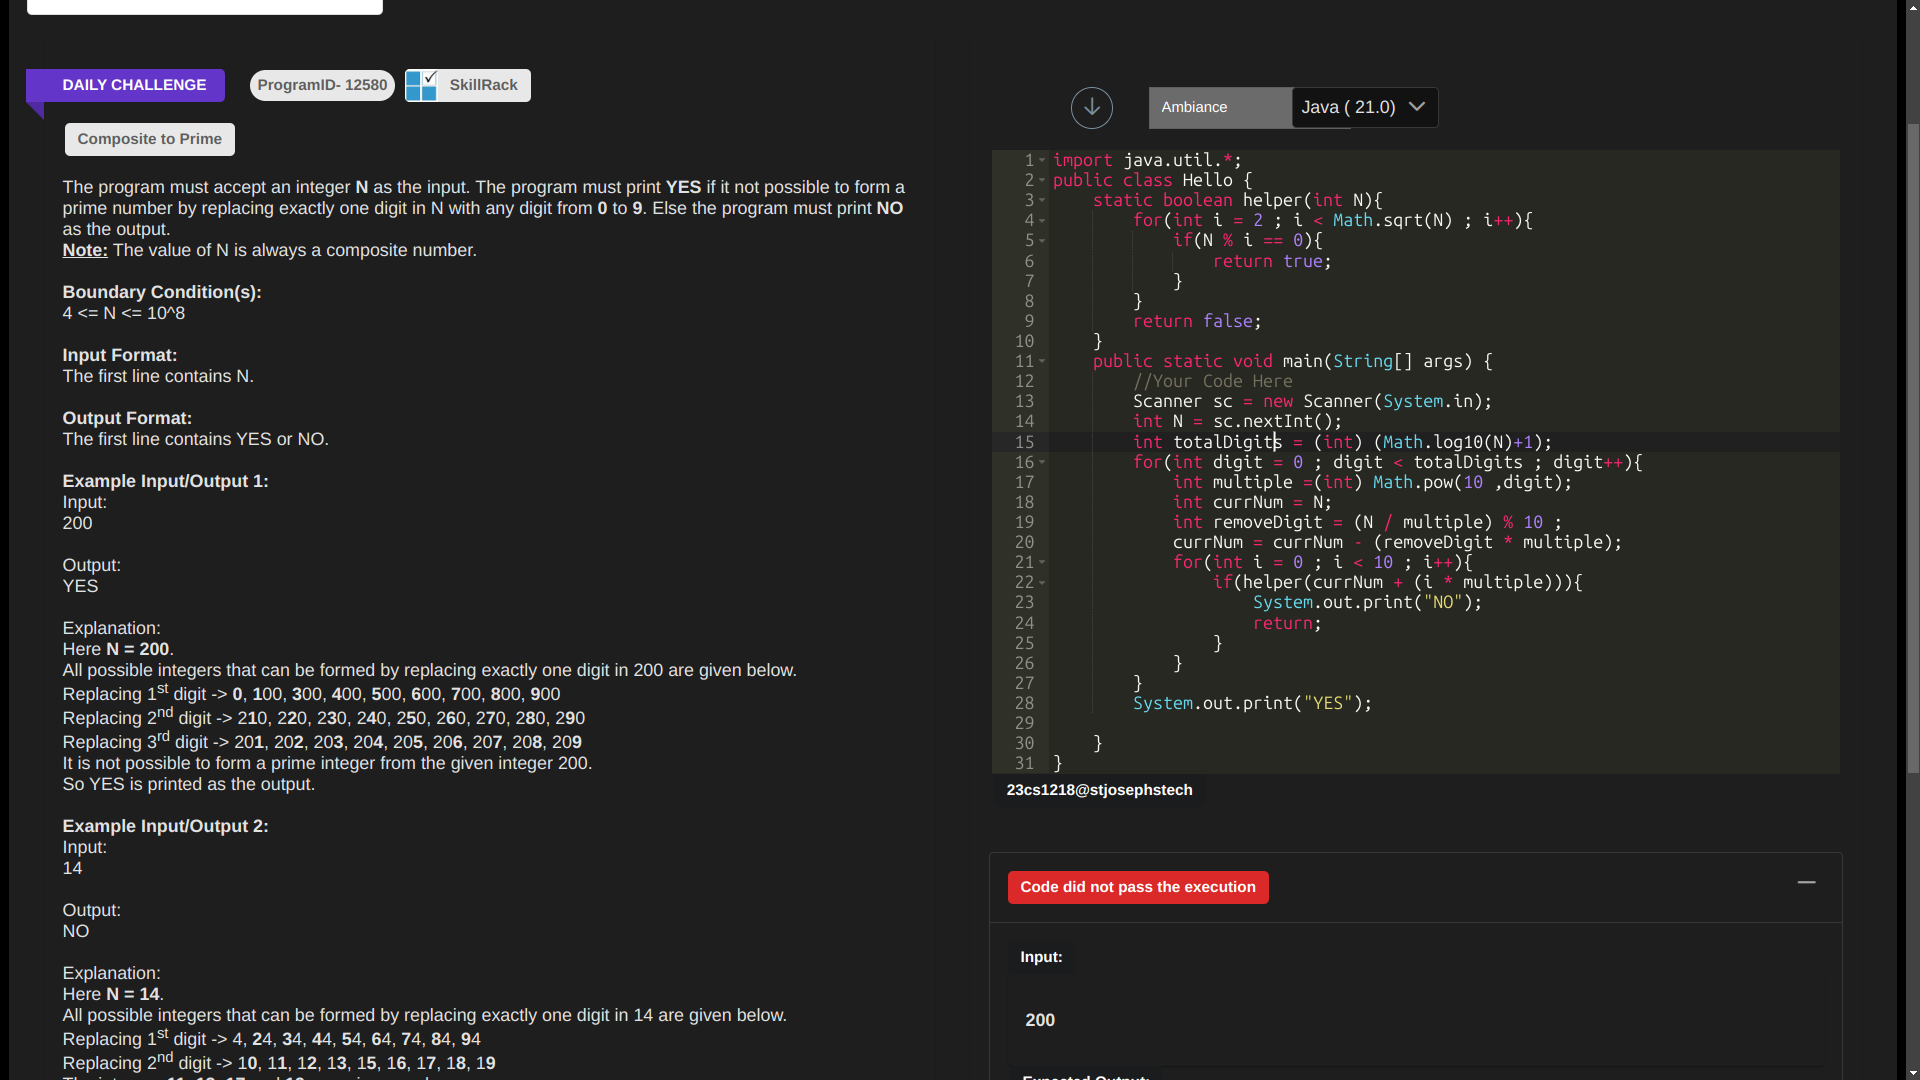 DAILY CHALLENGE
ProgramID- 12580
SkillRack
Composite to Prime
The program must accept an integer N as the input. The program must print YES if it not possible to form a
prime number by replacing exactly one digit in N with any digit from 0 to 9. Else the program must print NO
as the output.
Note: The value of N is always a composite number.
Boundary Condition(s):
4 <= N <= 10^8
Input Format:
The first line contains N.
Output Format:
The first line contains YES or NO.
Example Input/Output 1:
Input:
200
Output:
YES
Explanation:
Here N = 200.
All possible integers that can be formed by replacing exactly one digit in 200 are given below.
Replacing 1st digit -> 0, 100, 300, 400, 500, 600, 700, 800, 900
Replacing 2nd digit -> 210, 220, 230, 240, 250, 260, 270, 280, 290
Replacing 3rd digit -> 201, 202, 203, 204, 205, 206, 207, 208, 209
It is not possible to form a prime integer from the given integer 200.
So YES is printed as the output.
Example Input/Output 2:
Input:
14
Output:
NO
Explanation:
Here N = 14.
All possible integers that can be formed by replacing exactly one digit in 14 are given below.
Replacing 1st digit -> 4, 24, 34, 44, 54, 64, 74, 84, 94
Replacing 2nd digit -> 10, 11, 12, 13, 15, 16, 17, 18, 19
Ambiance
Java ( 21.0)
1 import java.util.*;
2 public class Hello {
3 static boolean helper(int N){
4 for(int i = 2 ; i < Math.sqrt(N) ; i++){
5 if(N % i == 0){
6 return true;
7 }
8 }
9 return false;
10 }
11 public static void main(String[] args) {
12 //Your Code Here
13 Scanner sc = new Scanner(System.in);
14 int N = sc.nextInt();
15 int totalDigits = (int) (Math.log10(N)+1);
16 for(int digit = 0 ; digit < totalDigits ; digit++){
17 int multiple =(int) Math.pow(10 ,digit);
18 int currNum = N;
19 int removeDigit = (N / multiple) % 10 ;
20 currNum = currNum - (removeDigit * multiple);
21 for(int i = 0 ; i < 10 ; i++){
22 if(helper(currNum + (i * multiple))){
23 System.out.print("NO");
24 return;
25 }
26 }
27 }
28 System.out.print("YES");
29
30 }
31 }
23cs1218@stjosephstech
Code did not pass the execution
Input:
200
Expected Output: